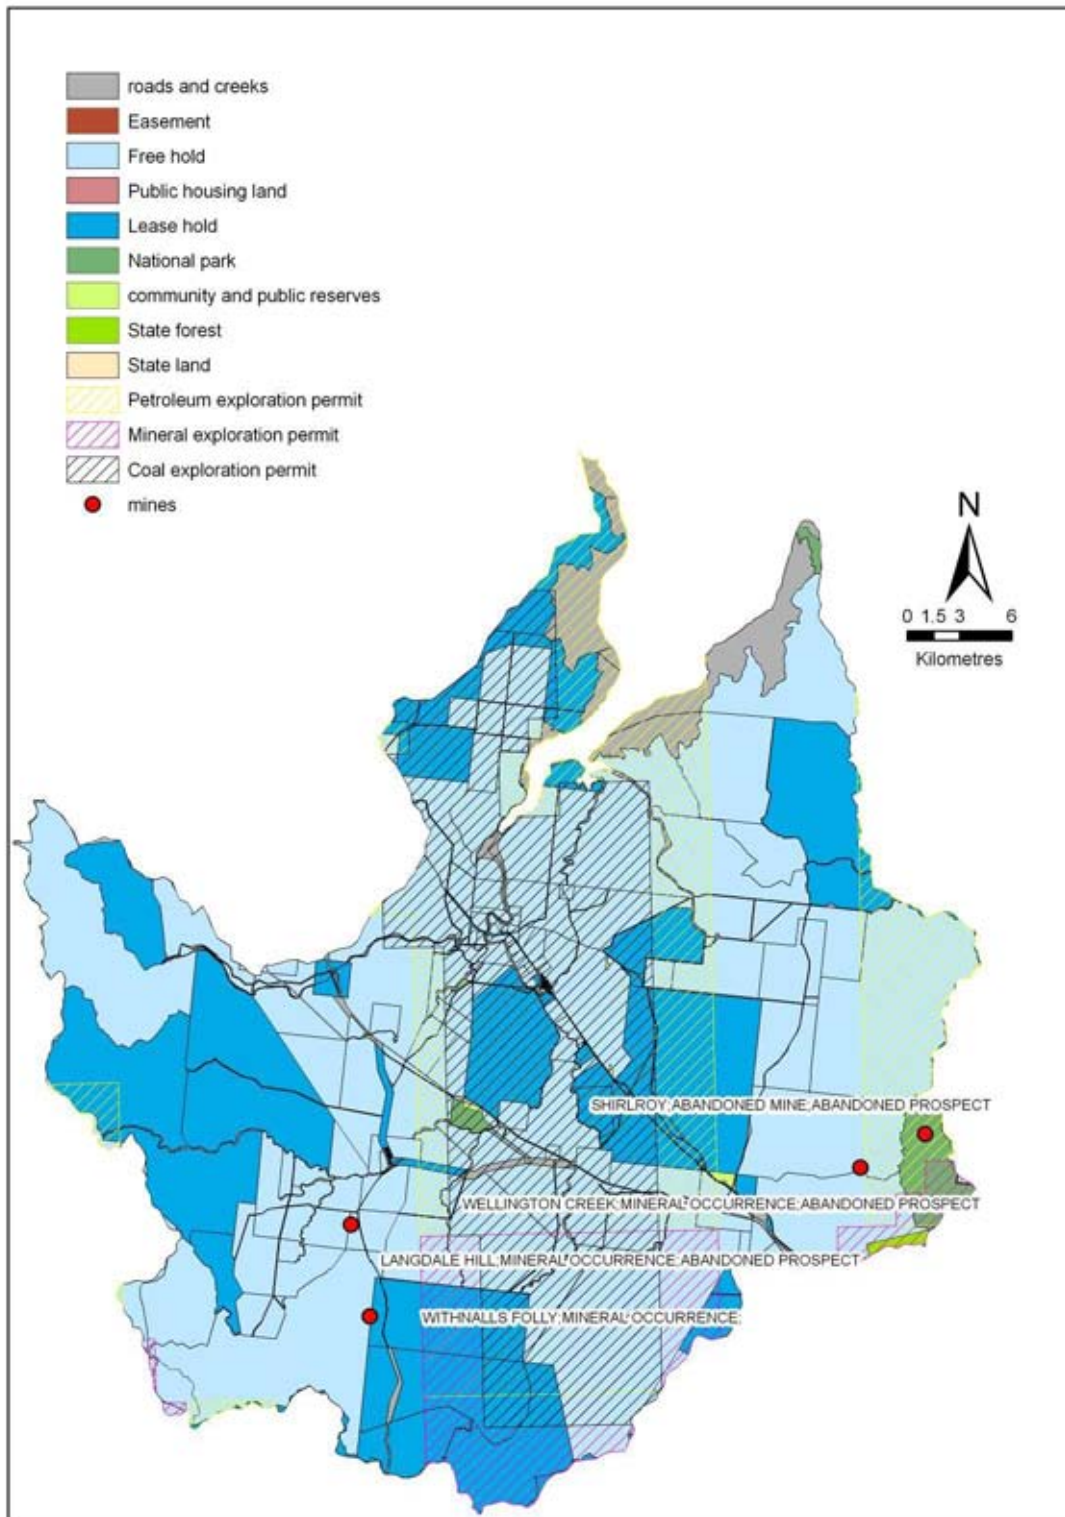 roads and creeks
Easement
Free hold
Public housing land
Lease hold
National park
community and public reserves
State forest
State land
Petroleum exploration permit
Mineral exploration permit
Coal exploration permit
mines
N
0 1.5 3 6
Kilometres
SHIRLROY;ABANDONED MINE;ABANDONED PROSPECT
WELLINGTON CREEK;MINERAL OCCURRENCE;ABANDONED PROSPECT
LANGDALE HILL;MINERAL OCCURRENCE;ABANDONED PROSPECT
WITHNALLS FOLLY;MINERAL OCCURRENCE;